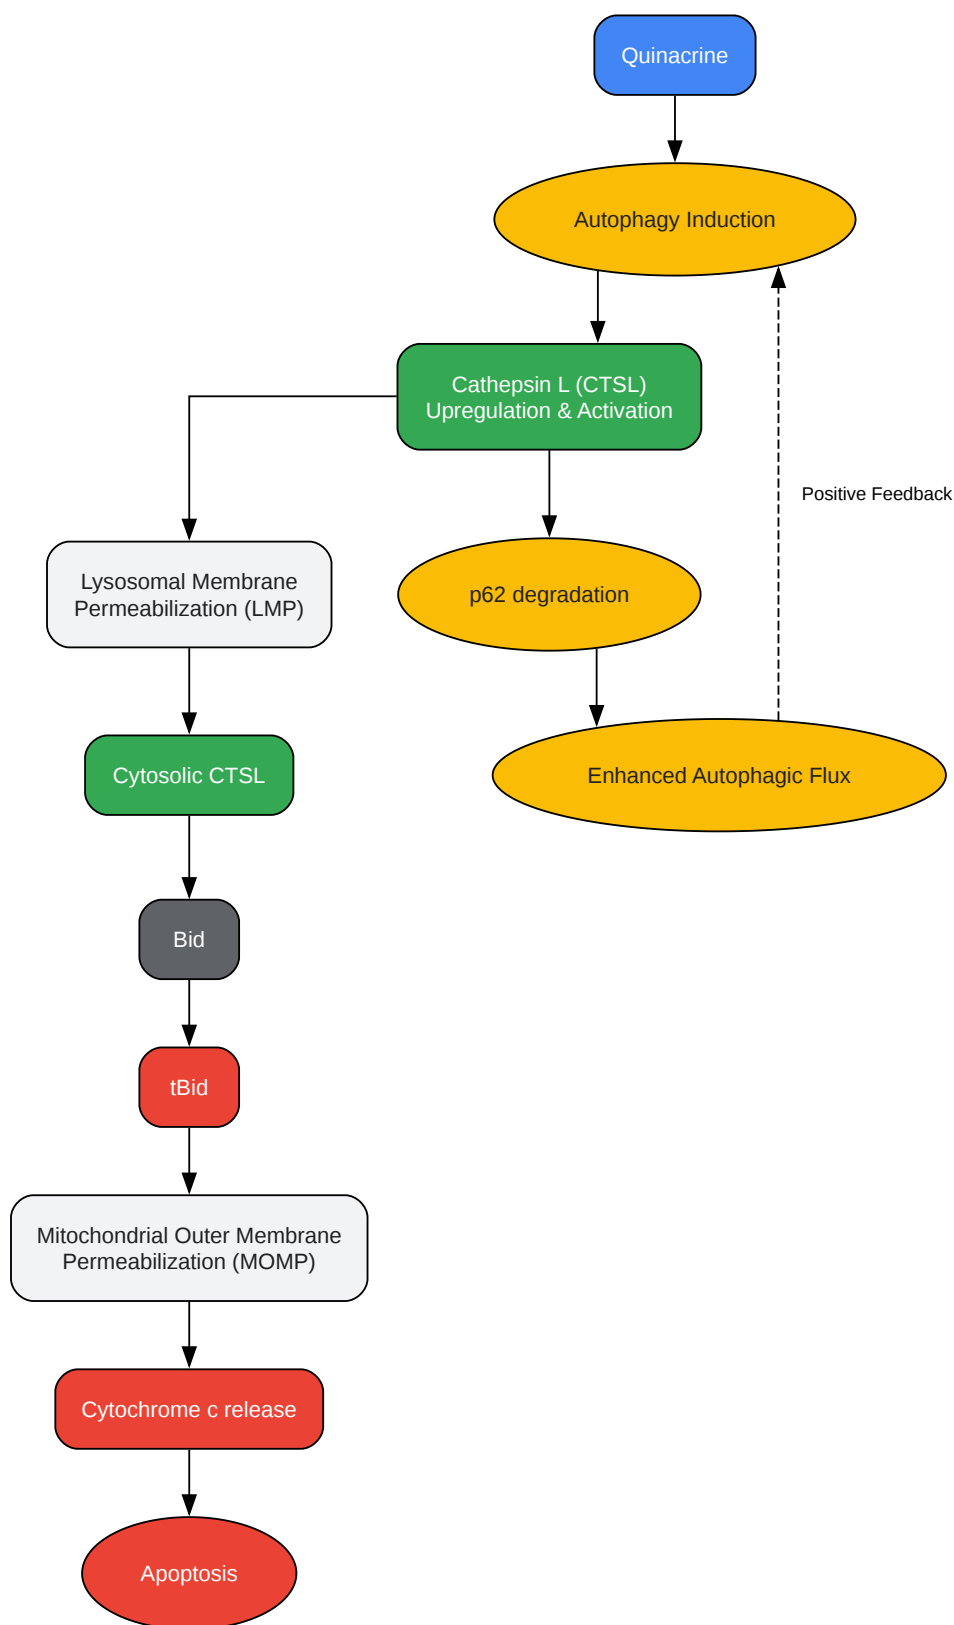 Quinacrine
Autophagy Induction
Cathepsin L (CTSL)
Upregulation & Activation
Positive Feedback
Lysosomal Membrane
Permeabilization (LMP)
p62 degradation
Cytosolic CTSL
Enhanced Autophagic Flux
Bid
tBid
Mitochondrial Outer Membrane
Permeabilization (MOMP)
Cytochrome c release
Apoptosis